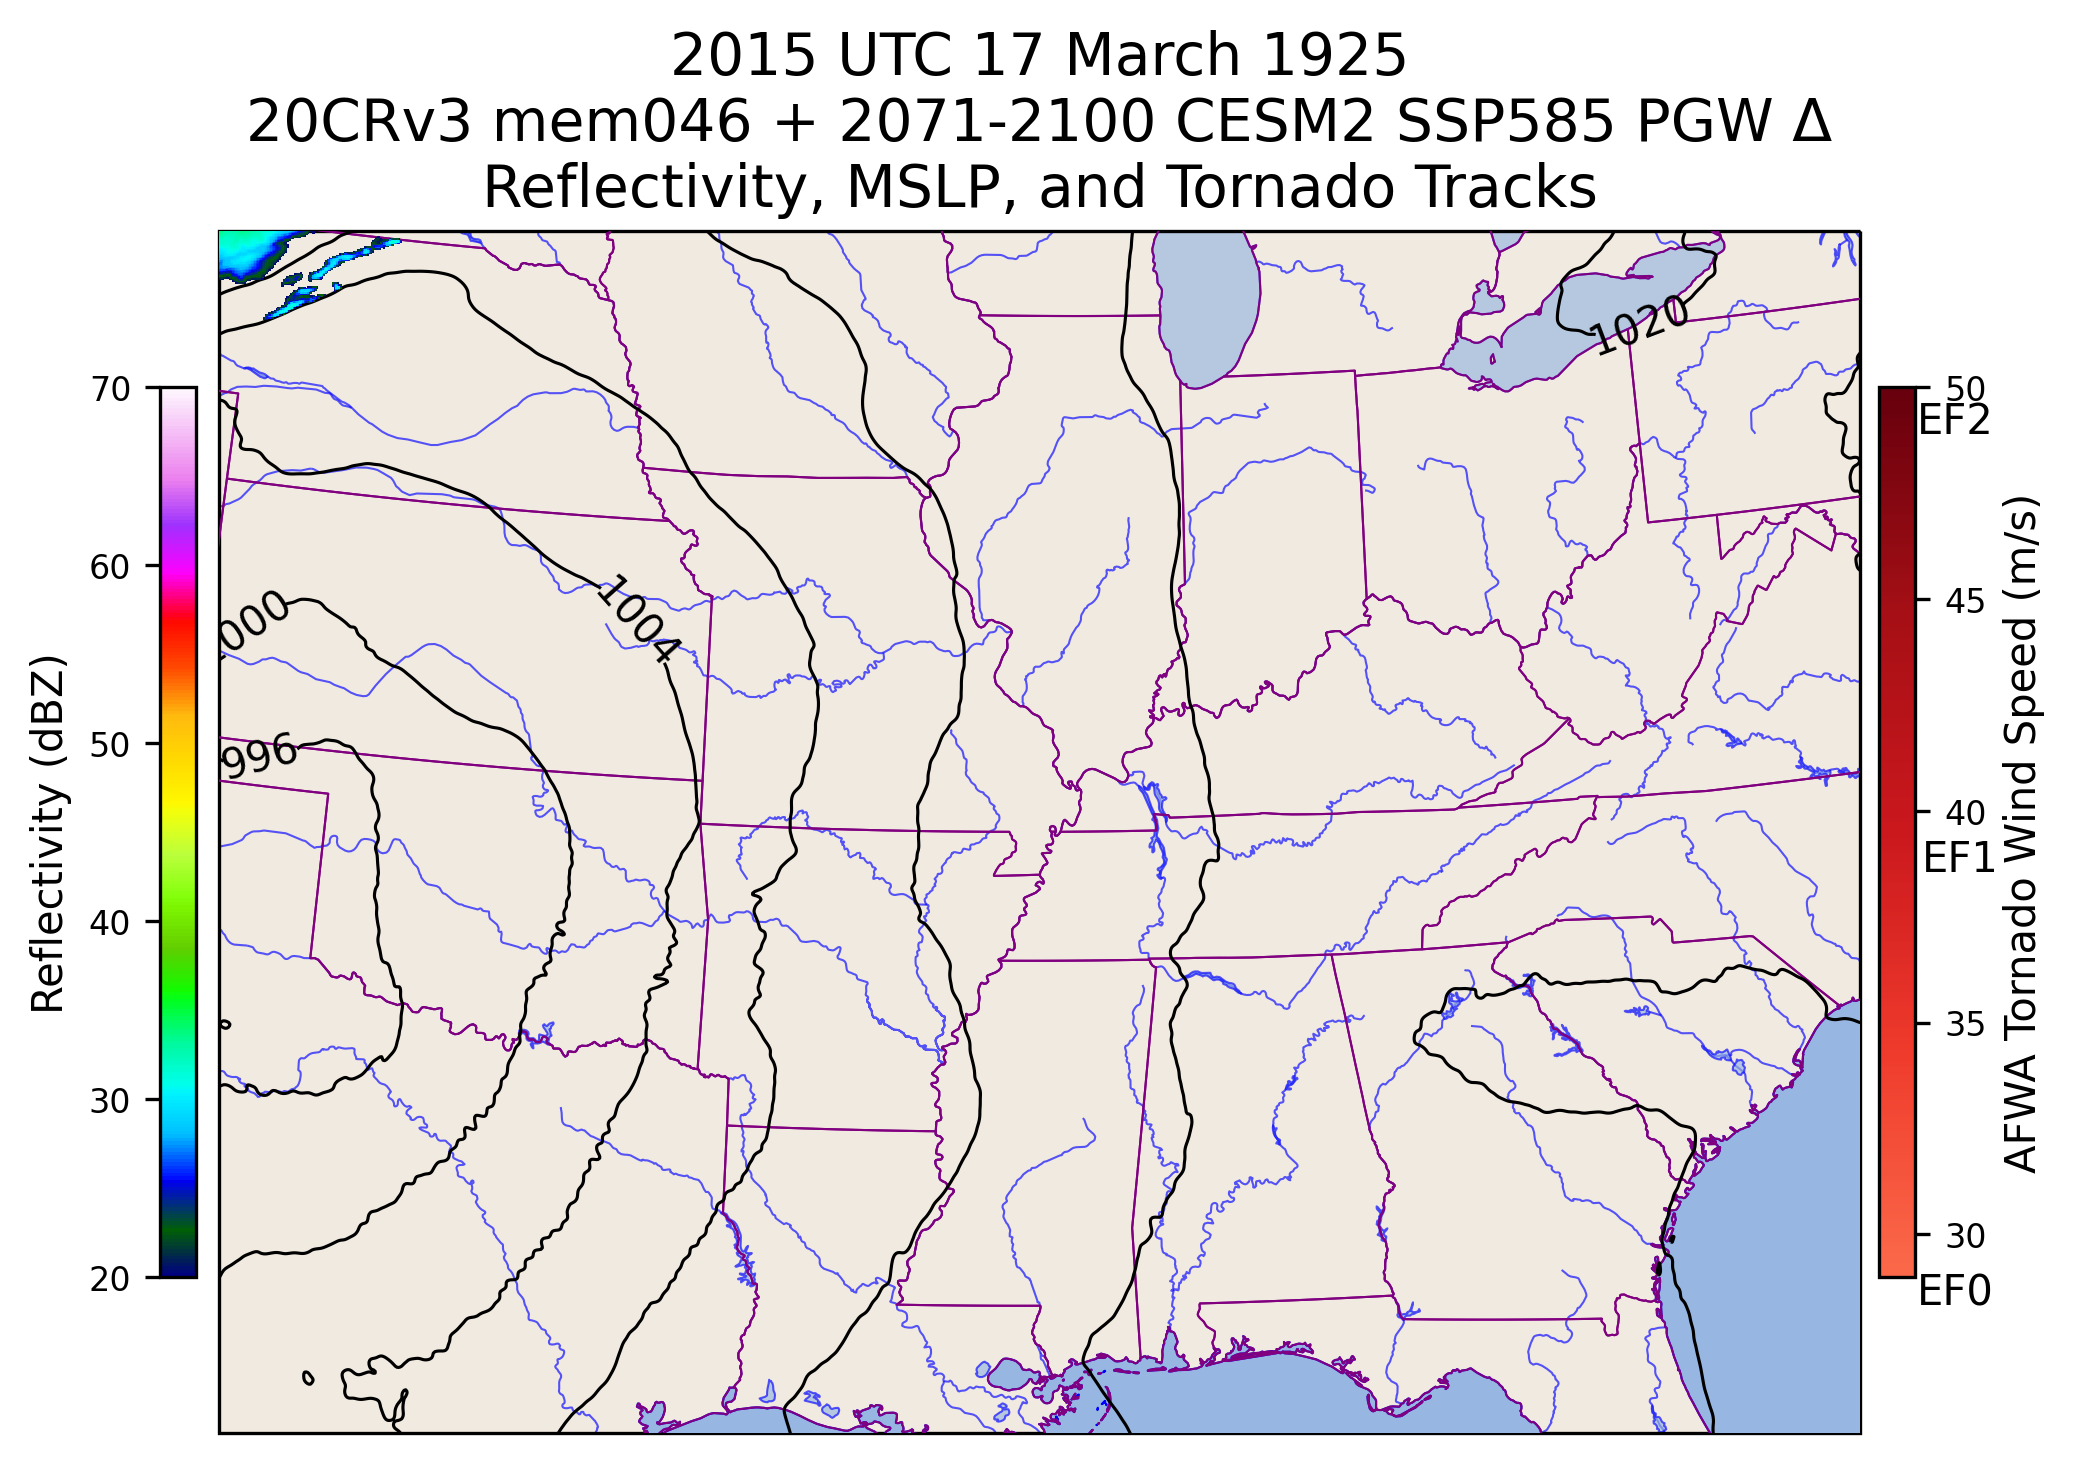 2015 UTC 17 March 1925
20CRv3 mem046 + 2071-2100 CESM2 SSP585 PGW Δ
Reflectivity, MSLP, and Tornado Tracks
Reflectivity (dBZ)
70
60
50
40
30
20
1020
1004
1000
996
50
EF2
45
40
EF1
35
30
EF0
AFWA Tornado Wind Speed (m/s)